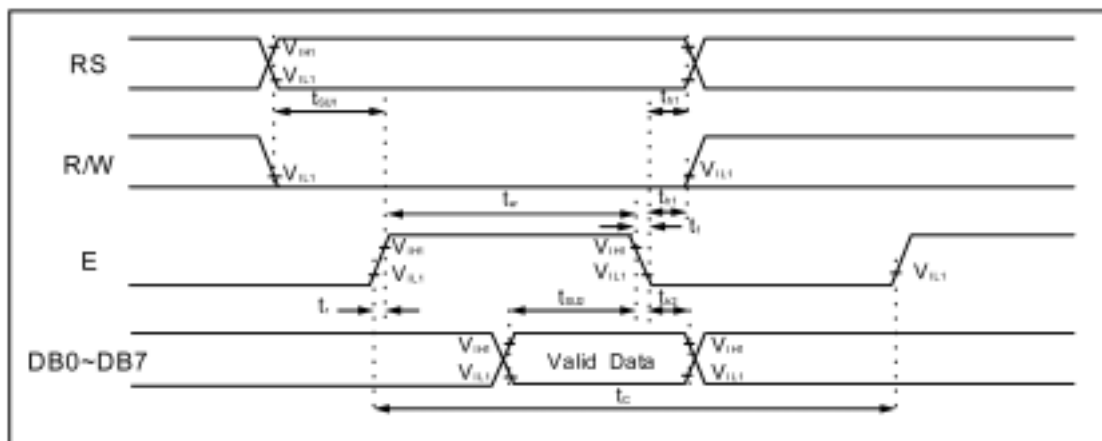 RS
VIH1
VIL1
tSU1
th1
R/W
VIL1
VIL1
tw
th1
tf
E
VIH1
VIL1
VIH1
VIL1
VIL1
tr
tSU2
th2
DB0~DB7
VIH1
VIL1
Valid Data
VIH1
VIL1
tC